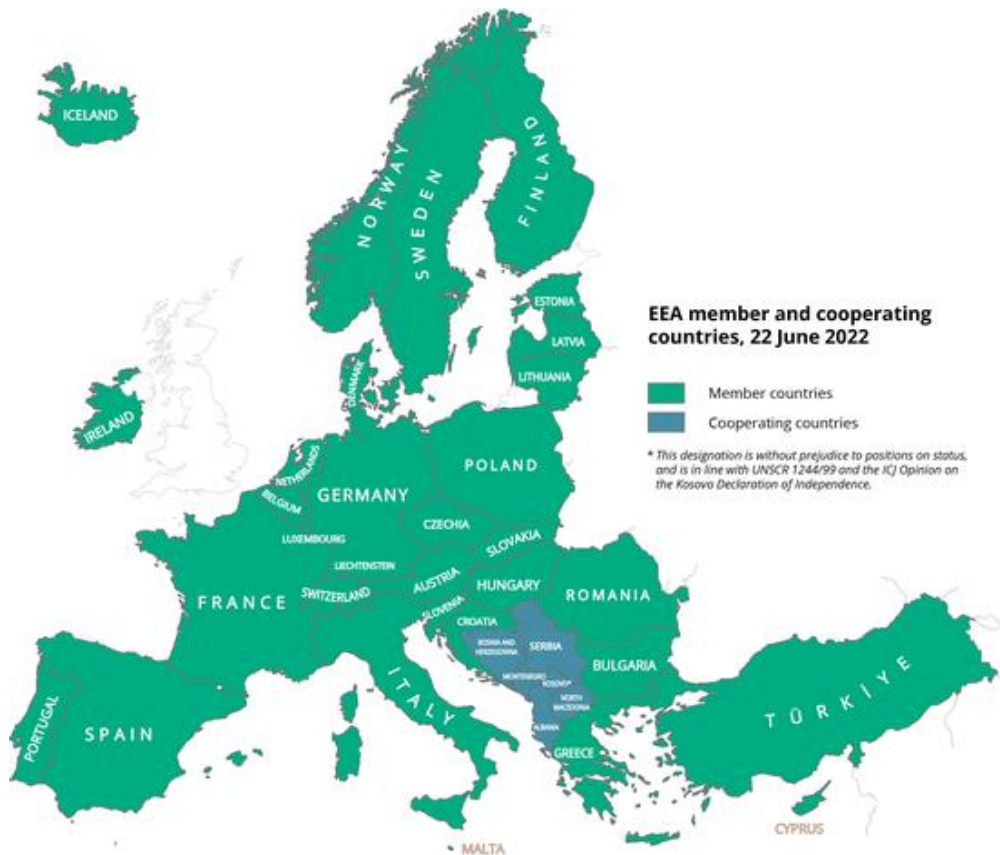 ICELAND
NORWAY
SWEDEN
FINLAND
ESTONIA
LATVIA
LITHUANIA
EEA member and cooperating
countries, 22 June 2022
Member countries
Cooperating countries
* This designation is without prejudice to positions on status,
and is in line with UNSCR 1244/99 and the ICJ Opinion on
the Kosovo Declaration of Independence.
DENMARK
IRELAND
NETHERLANDS
BELGIUM
GERMANY
POLAND
LUXEMBOURG
CZECHIA
SLOVAKIA
LIECHTENSTEIN
AUSTRIA
HUNGARY
SWITZERLAND
FRANCE
SLOVENIA
CROATIA
ROMANIA
BOSNIA AND
HERZEGOVINA
SERBIA
BULGARIA
MONTENEGRO
KOSOVO*
NORTH
MACEDONIA
ALBANIA
ITALY
GREECE
TÜRKİYE
PORTUGAL
SPAIN
CYPRUS
MALTA